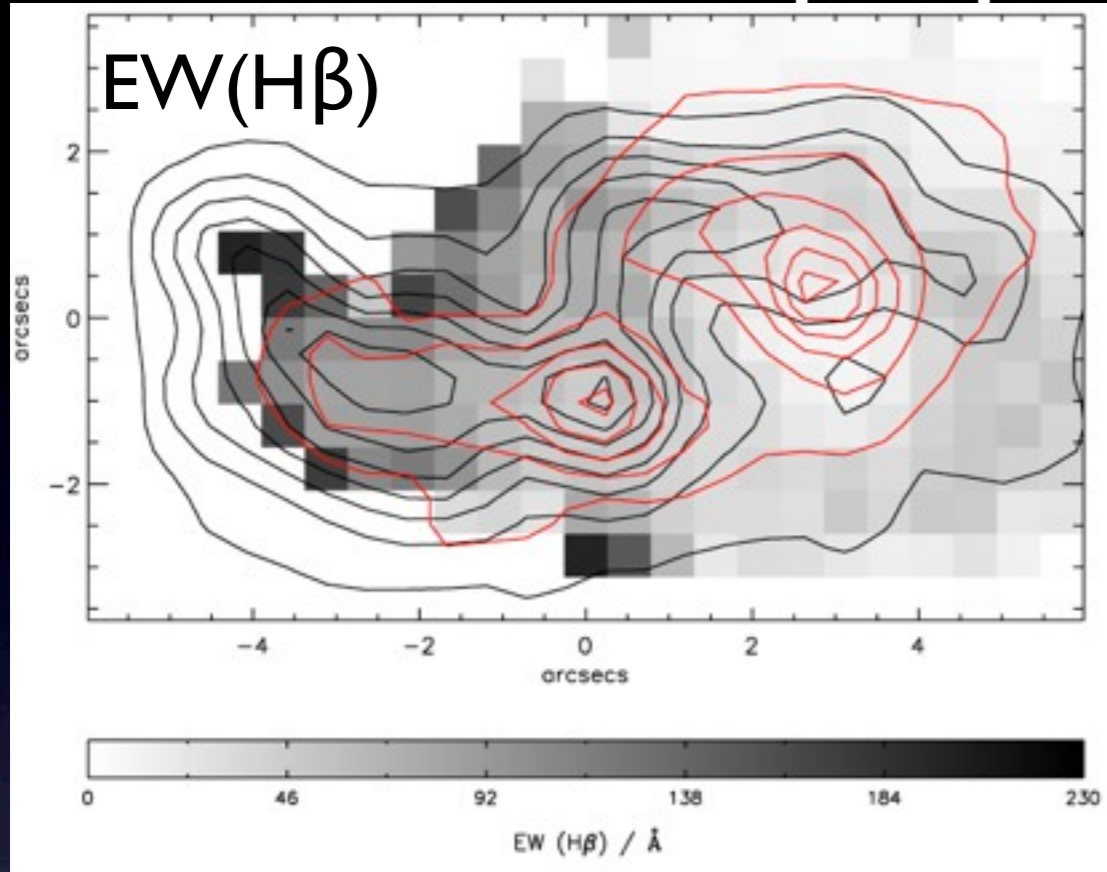 EW(Hβ)
2
0
−2
arcsecs
−4 −2 0 2 4
arcsecs
0 46 92 138 184 230
EW (Hβ) / Å